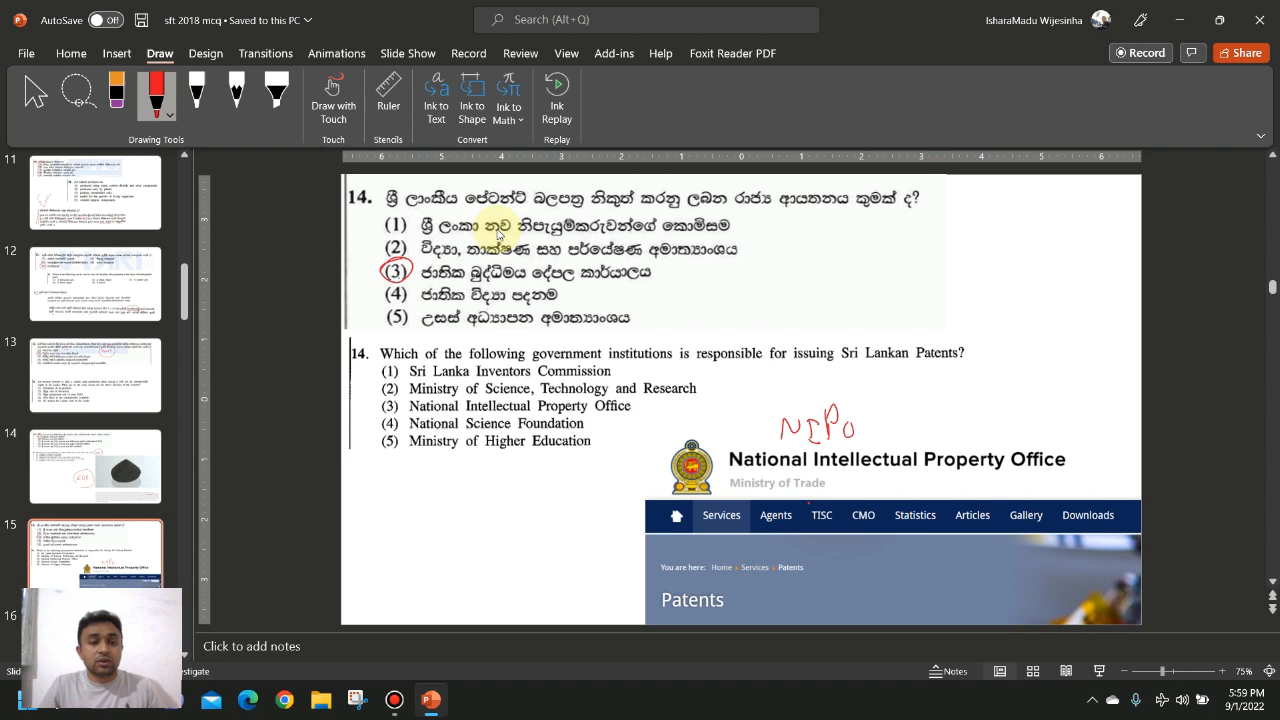 AutoSave Off sft 2018 mcq • Saved to this PC
Search (Alt+Q)
IsharaMadu Wijesinha
File Home Insert Draw Design Transitions Animations Slide Show Record Review View Add-ins Help Foxit Reader PDF
Record Share
Draw with Touch
Ruler
Ink to Text
Ink to Shape
Ink to Math
Ink Replay
Drawing Tools Touch Stencils Convert Replay
11
12
14
15
16
14. ශ්‍රී ලාංකික පේටන්ට් පත්‍ර නිකුත් කරනු ලබන රාජ්‍ය ආයතනය කුමක් ද?
(1) ශ්‍රී ලංකා නව නිපැයුම්කරුවන්ගේ කොමිසම
(2) විද්‍යා, තාක්ෂණ හා පර්යේෂණ අමාත්‍යාංශය
(3) ජාතික බුද්ධිමය දේපළ කාර්යාලය
(4) ජාතික විද්‍යා පදනම
(5) උසස් අධ්‍යාපන අමාත්‍යාංශය
is responsible for issuing Sri Lankan Patents?
(1) Sri Lanka Inventors Commission
(2) Ministry of Science, Technology and Research
(3) National Intellectual Property Office
(4) National Science Foundation
(5) Ministry of Higher Education
NIPO
National Intellectual Property Office
Ministry of Trade
Services Agents TISC CMO Statistics Articles Gallery Downloads
You are here: Home Services Patents
Patents
Click to add notes
Notes 75%
5:59 PM
9/1/2022